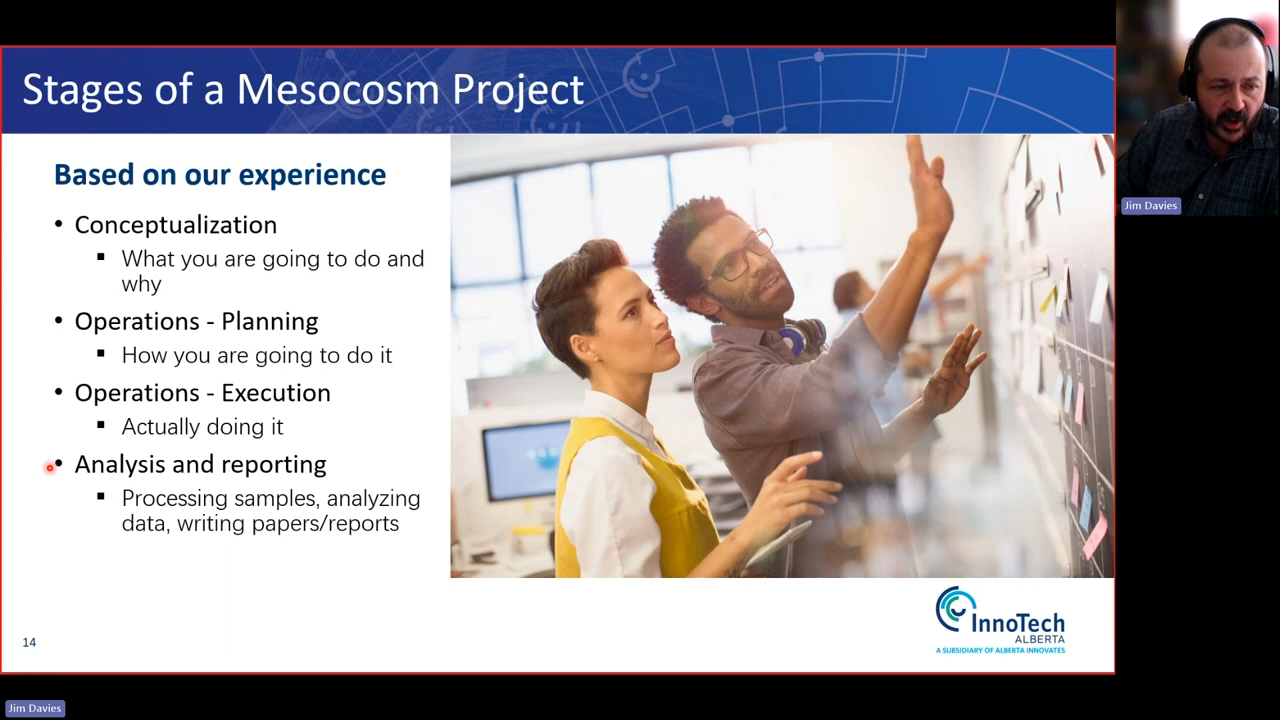 Stages of a Mesocosm Project
Based on our experience
• Conceptualization
▪ What you are going to do and
why
• Operations - Planning
▪ How you are going to do it
• Operations - Execution
▪ Actually doing it
• Analysis and reporting
▪ Processing samples, analyzing
data, writing papers/reports
InnoTech
ALBERTA
A SUBSIDIARY OF ALBERTA INNOVATES
14
Jim Davies
Jim Davies